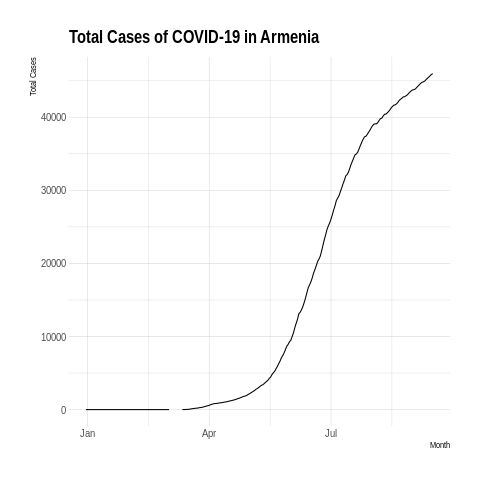 Total Cases of COVID-19 in Armenia
Total Cases
40000
30000
20000
10000
0
Jan Apr Jul
Month